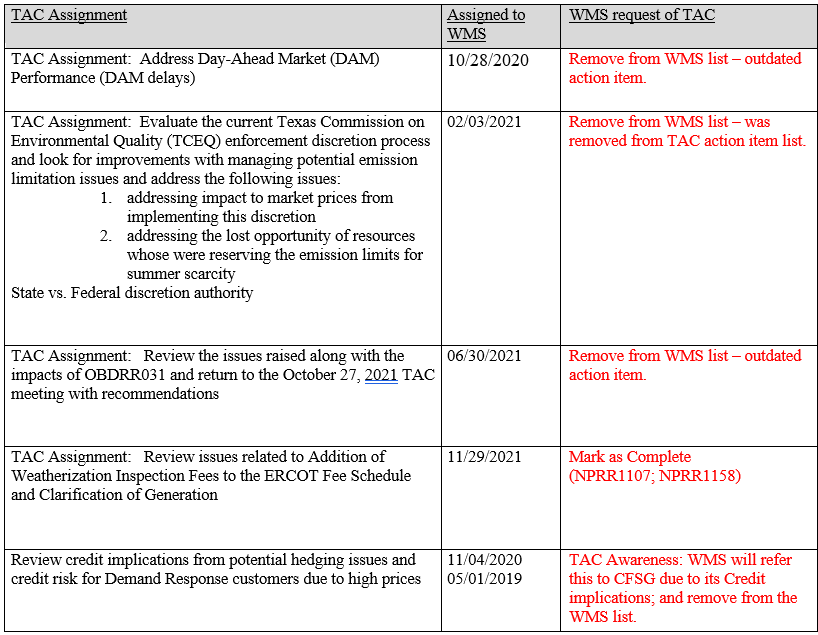 TAC Assignment
Assigned to
WMS
WMS request of TAC
TAC Assignment:  Address Day-Ahead Market (DAM)
Performance (DAM delays)
10/28/2020
Remove from WMS list – outdated
action item.
TAC Assignment:  Evaluate the current Texas Commission on
Environmental Quality (TCEQ) enforcement discretion process
and look for improvements with managing potential emission
limitation issues and address the following issues:
1. addressing impact to market prices from
implementing this discretion
2. addressing the lost opportunity of resources
whose were reserving the emission limits for
summer scarcity
State vs. Federal discretion authority
02/03/2021
Remove from WMS list – was
removed from TAC action item list.
TAC Assignment:   Review the issues raised along with the
impacts of OBDRR031 and return to the October 27, 2021 TAC
meeting with recommendations
06/30/2021
Remove from WMS list – outdated
action item.
TAC Assignment:   Review issues related to Addition of
Weatherization Inspection Fees to the ERCOT Fee Schedule
and Clarification of Generation
11/29/2021
Mark as Complete
(NPRR1107; NPRR1158)
Review credit implications from potential hedging issues and
credit risk for Demand Response customers due to high prices
11/04/2020
05/01/2019
TAC Awareness: WMS will refer
this to CFSG due to its Credit
implications; and remove from the
WMS list.